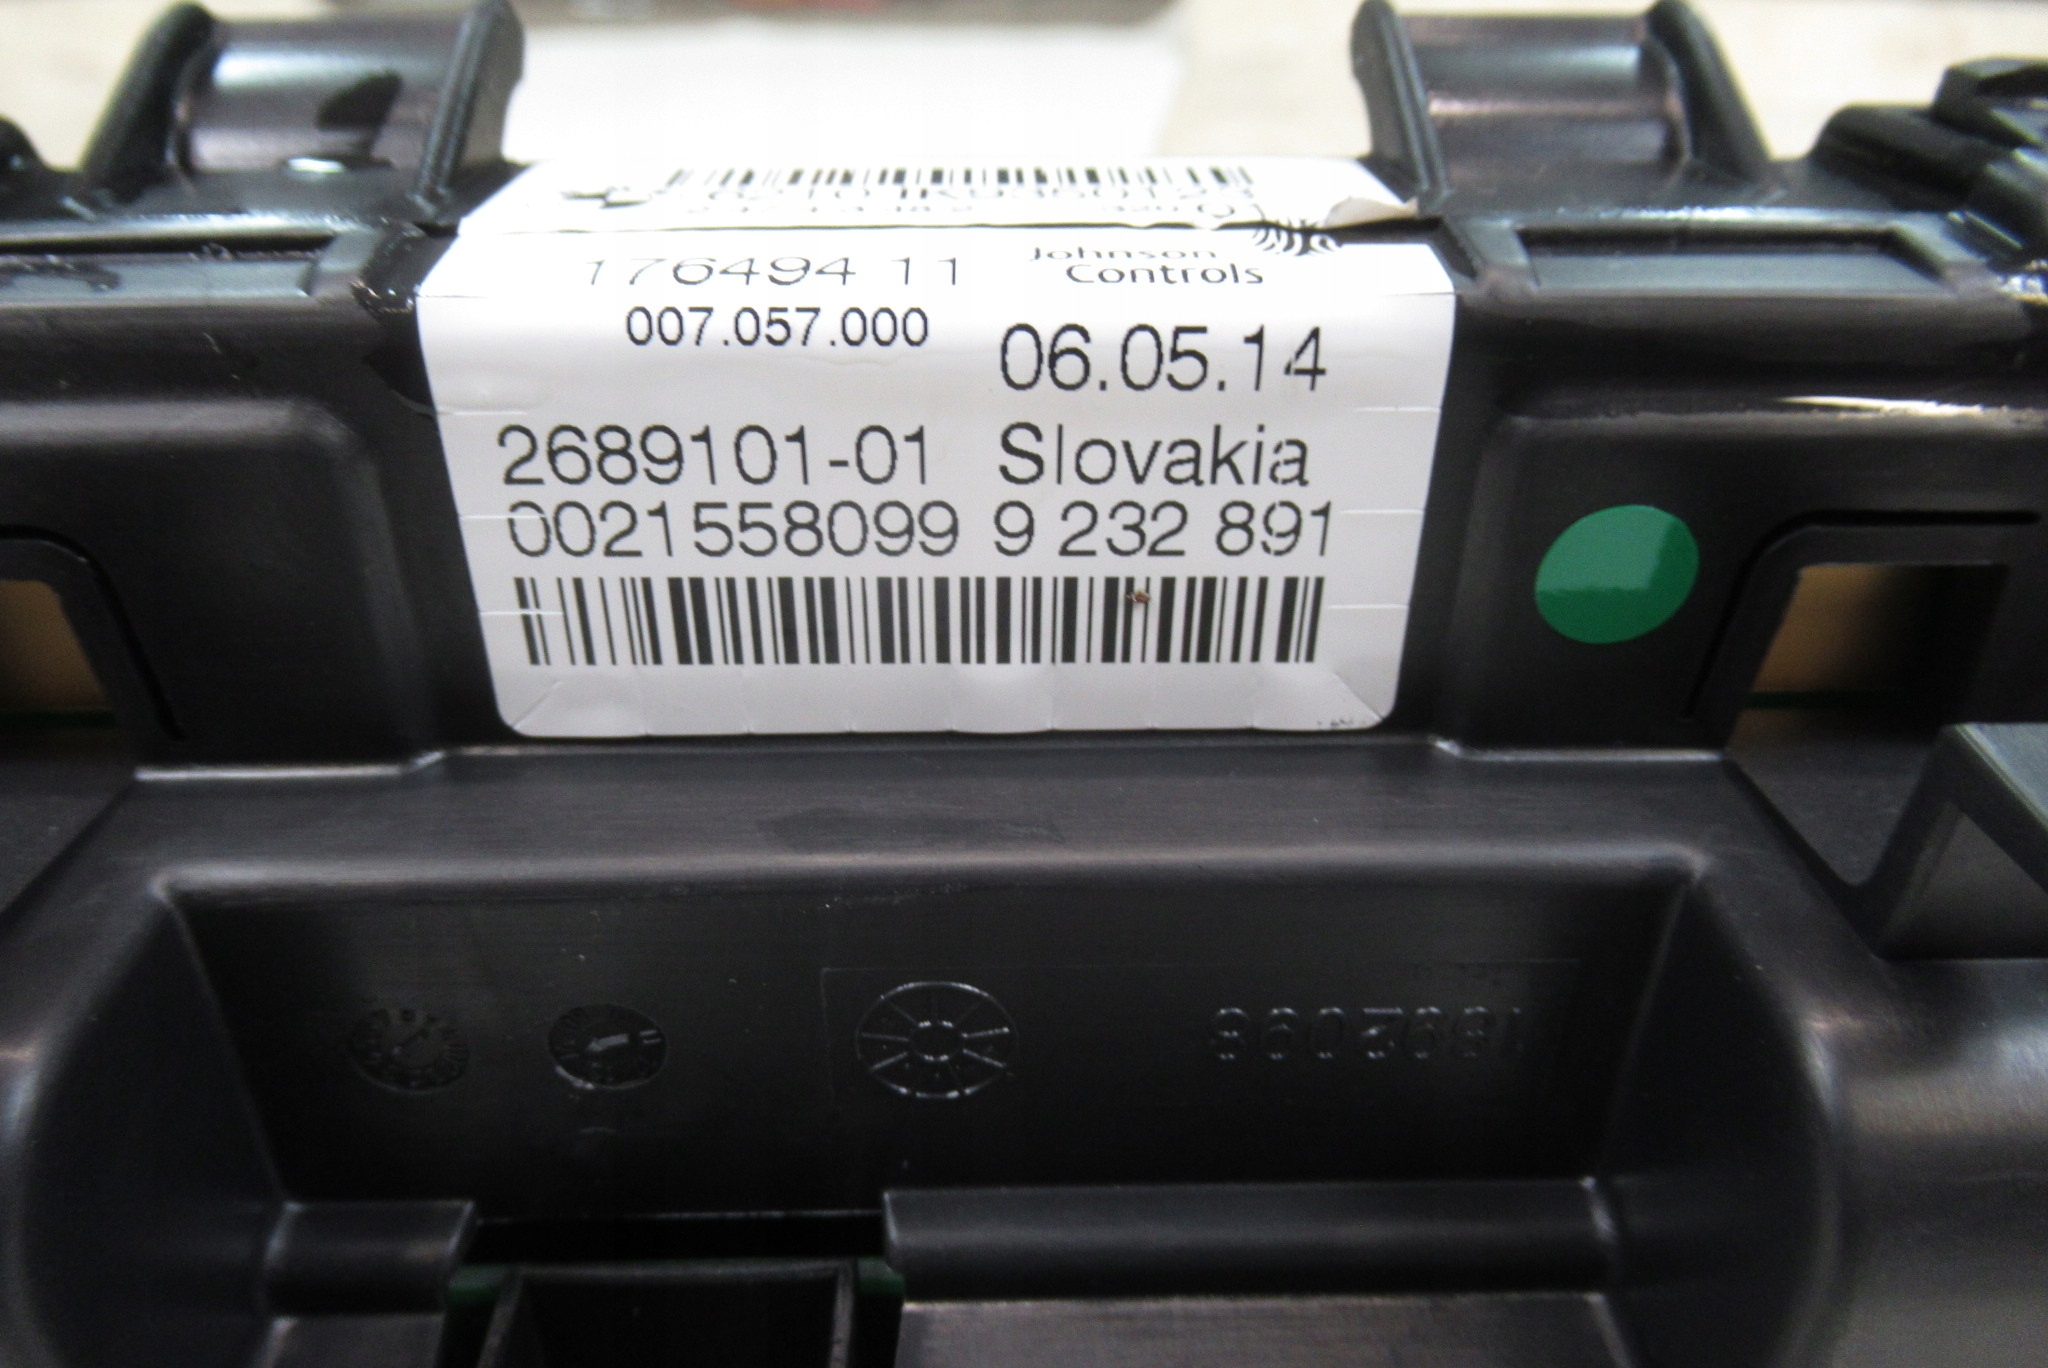 176494 11
Johnson
Controls
007.057.000
06.05.14
2689101-01 Slovakia
0021558099 9 232 891